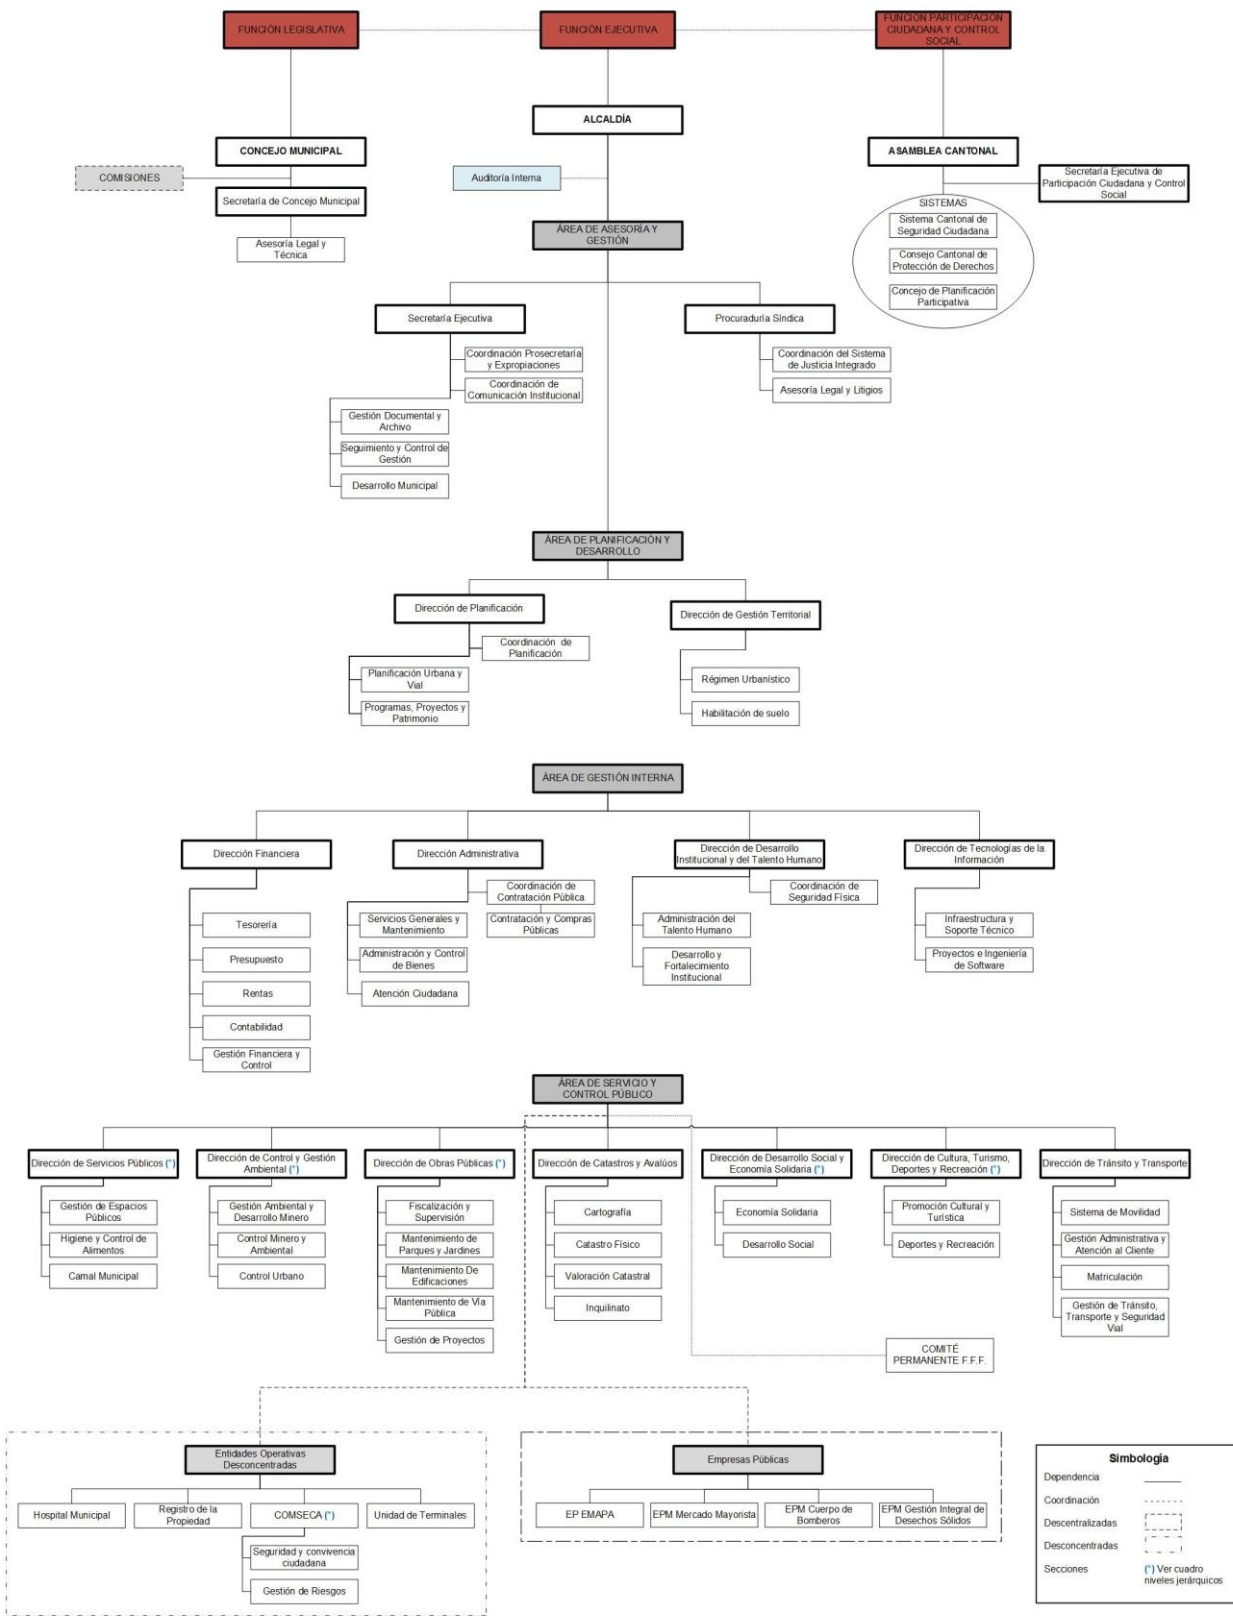 FUNCIÓN LEGISLATIVA
FUNCIÓN EJECUTIVA
FUNCIÓN PARTICIPACIÓN
CIUDADANA Y CONTROL
SOCIAL
ALCALDÍA
CONCEJO MUNICIPAL
ASAMBLEA CANTONAL
COMISIONES
Auditoría Interna
Secretaría Ejecutiva de
Participación Ciudadana y Control
Social
Secretaría de Concejo Municipal
SISTEMAS
Sistema Cantonal de
Seguridad Ciudadana
Asesoría Legal y
Técnica
ÁREA DE ASESORÍA Y
GESTIÓN
Consejo Cantonal de
Protección de Derechos
Concejo de Planificación
Participativa
Secretaría Ejecutiva
Procuraduría Síndica
Coordinación Prosecretaría
y Expropiaciones
Coordinación del Sistema
de Justicia Integrado
Coordinación de
Comunicación Institucional
Asesoría Legal y Litigios
Gestión Documental y
Archivo
Seguimiento y Control de
Gestión
Desarrollo Municipal
ÁREA DE PLANIFICACIÓN Y
DESARROLLO
Dirección de Planificación
Dirección de Gestión Territorial
Coordinación de
Planificación
Planificación Urbana y
Vial
Régimen Urbanístico
Programas, Proyectos y
Patrimonio
Habilitación de suelo
ÁREA DE GESTIÓN INTERNA
Dirección Financiera
Dirección Administrativa
Dirección de Desarrollo
Institucional y del Talento Humano
Dirección de Tecnologías de la
Información
Coordinación de
Contratación Pública
Coordinación de
Seguridad Física
Tesorería
Servicios Generales y
Mantenimiento
Contratación y Compras
Públicas
Administración del
Talento Humano
Infraestructura y
Soporte Técnico
Presupuesto
Administración y Control
de Bienes
Desarrollo y
Fortalecimiento
Institucional
Proyectos e Ingeniería
de Software
Rentas
Atención Ciudadana
Contabilidad
Gestión Financiera y
Control
ÁREA DE SERVICIO Y
CONTROL PÚBLICO
Dirección de Servicios Públicos (*)
Dirección de Control y Gestión
Ambiental (*)
Dirección de Obras Públicas (*)
Dirección de Catastros y Avalúos
Dirección de Desarrollo Social y
Economía Solidaria (*)
Dirección de Cultura, Turismo,
Deportes y Recreación (*)
Dirección de Tránsito y Transporte
Gestión de Espacios
Públicos
Gestión Ambiental y
Desarrollo Minero
Fiscalización y
Supervisión
Cartografía
Economía Solidaria
Promoción Cultural y
Turística
Sistema de Movilidad
Higiene y Control de
Alimentos
Control Minero y
Ambiental
Mantenimiento de
Parques y Jardines
Catastro Físico
Desarrollo Social
Deportes y Recreación
Gestión Administrativa y
Atención al Cliente
Camal Municipal
Control Urbano
Mantenimiento De
Edificaciones
Valoración Catastral
Matriculación
Mantenimiento de Vía
Pública
Inquilinato
Gestión de Tránsito,
Transporte y Seguridad
Vial
Gestión de Proyectos
COMITÉ
PERMANENTE F.F.F.
Entidades Operativas
Desconcentradas
Empresas Públicas
Hospital Municipal
Registro de la
Propiedad
COMSECA (*)
Unidad de Terminales
EP EMAPA
EPM Mercado Mayorista
EPM Cuerpo de
Bomberos
EPM Gestión Integral de
Desechos Sólidos
Seguridad y convivencia
ciudadana
Gestión de Riesgos
Simbología
Dependencia
Coordinación
Descentralizadas
Desconcentradas
Secciones
(*) Ver cuadro
niveles jerárquicos